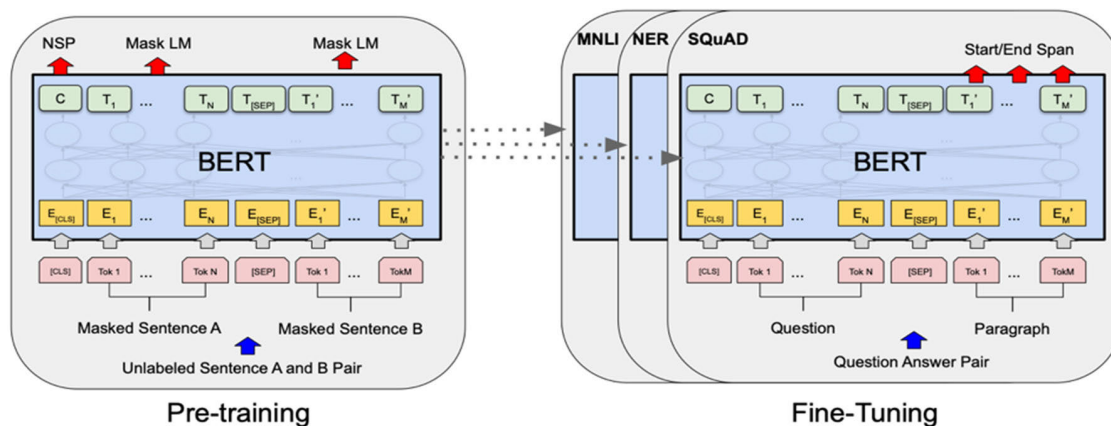 NSP Mask LM Mask LM
C T1 ... TN T[SEP] T1' ... TM'
BERT
E[CLS] E1 ... EN E[SEP] E1' ... EM'
[CLS] Tok 1 ... Tok N [SEP] Tok 1 ... TokM
Masked Sentence A Masked Sentence B
Unlabeled Sentence A and B Pair
Pre-training
MNLI NER SQuAD
Start/End Span
C T1 ... TN T[SEP] T1' ... TM'
BERT
E[CLS] E1 ... EN E[SEP] E1' ... EM'
[CLS] Tok 1 ... Tok N [SEP] Tok 1 ... TokM
Question Paragraph
Question Answer Pair
Fine-Tuning